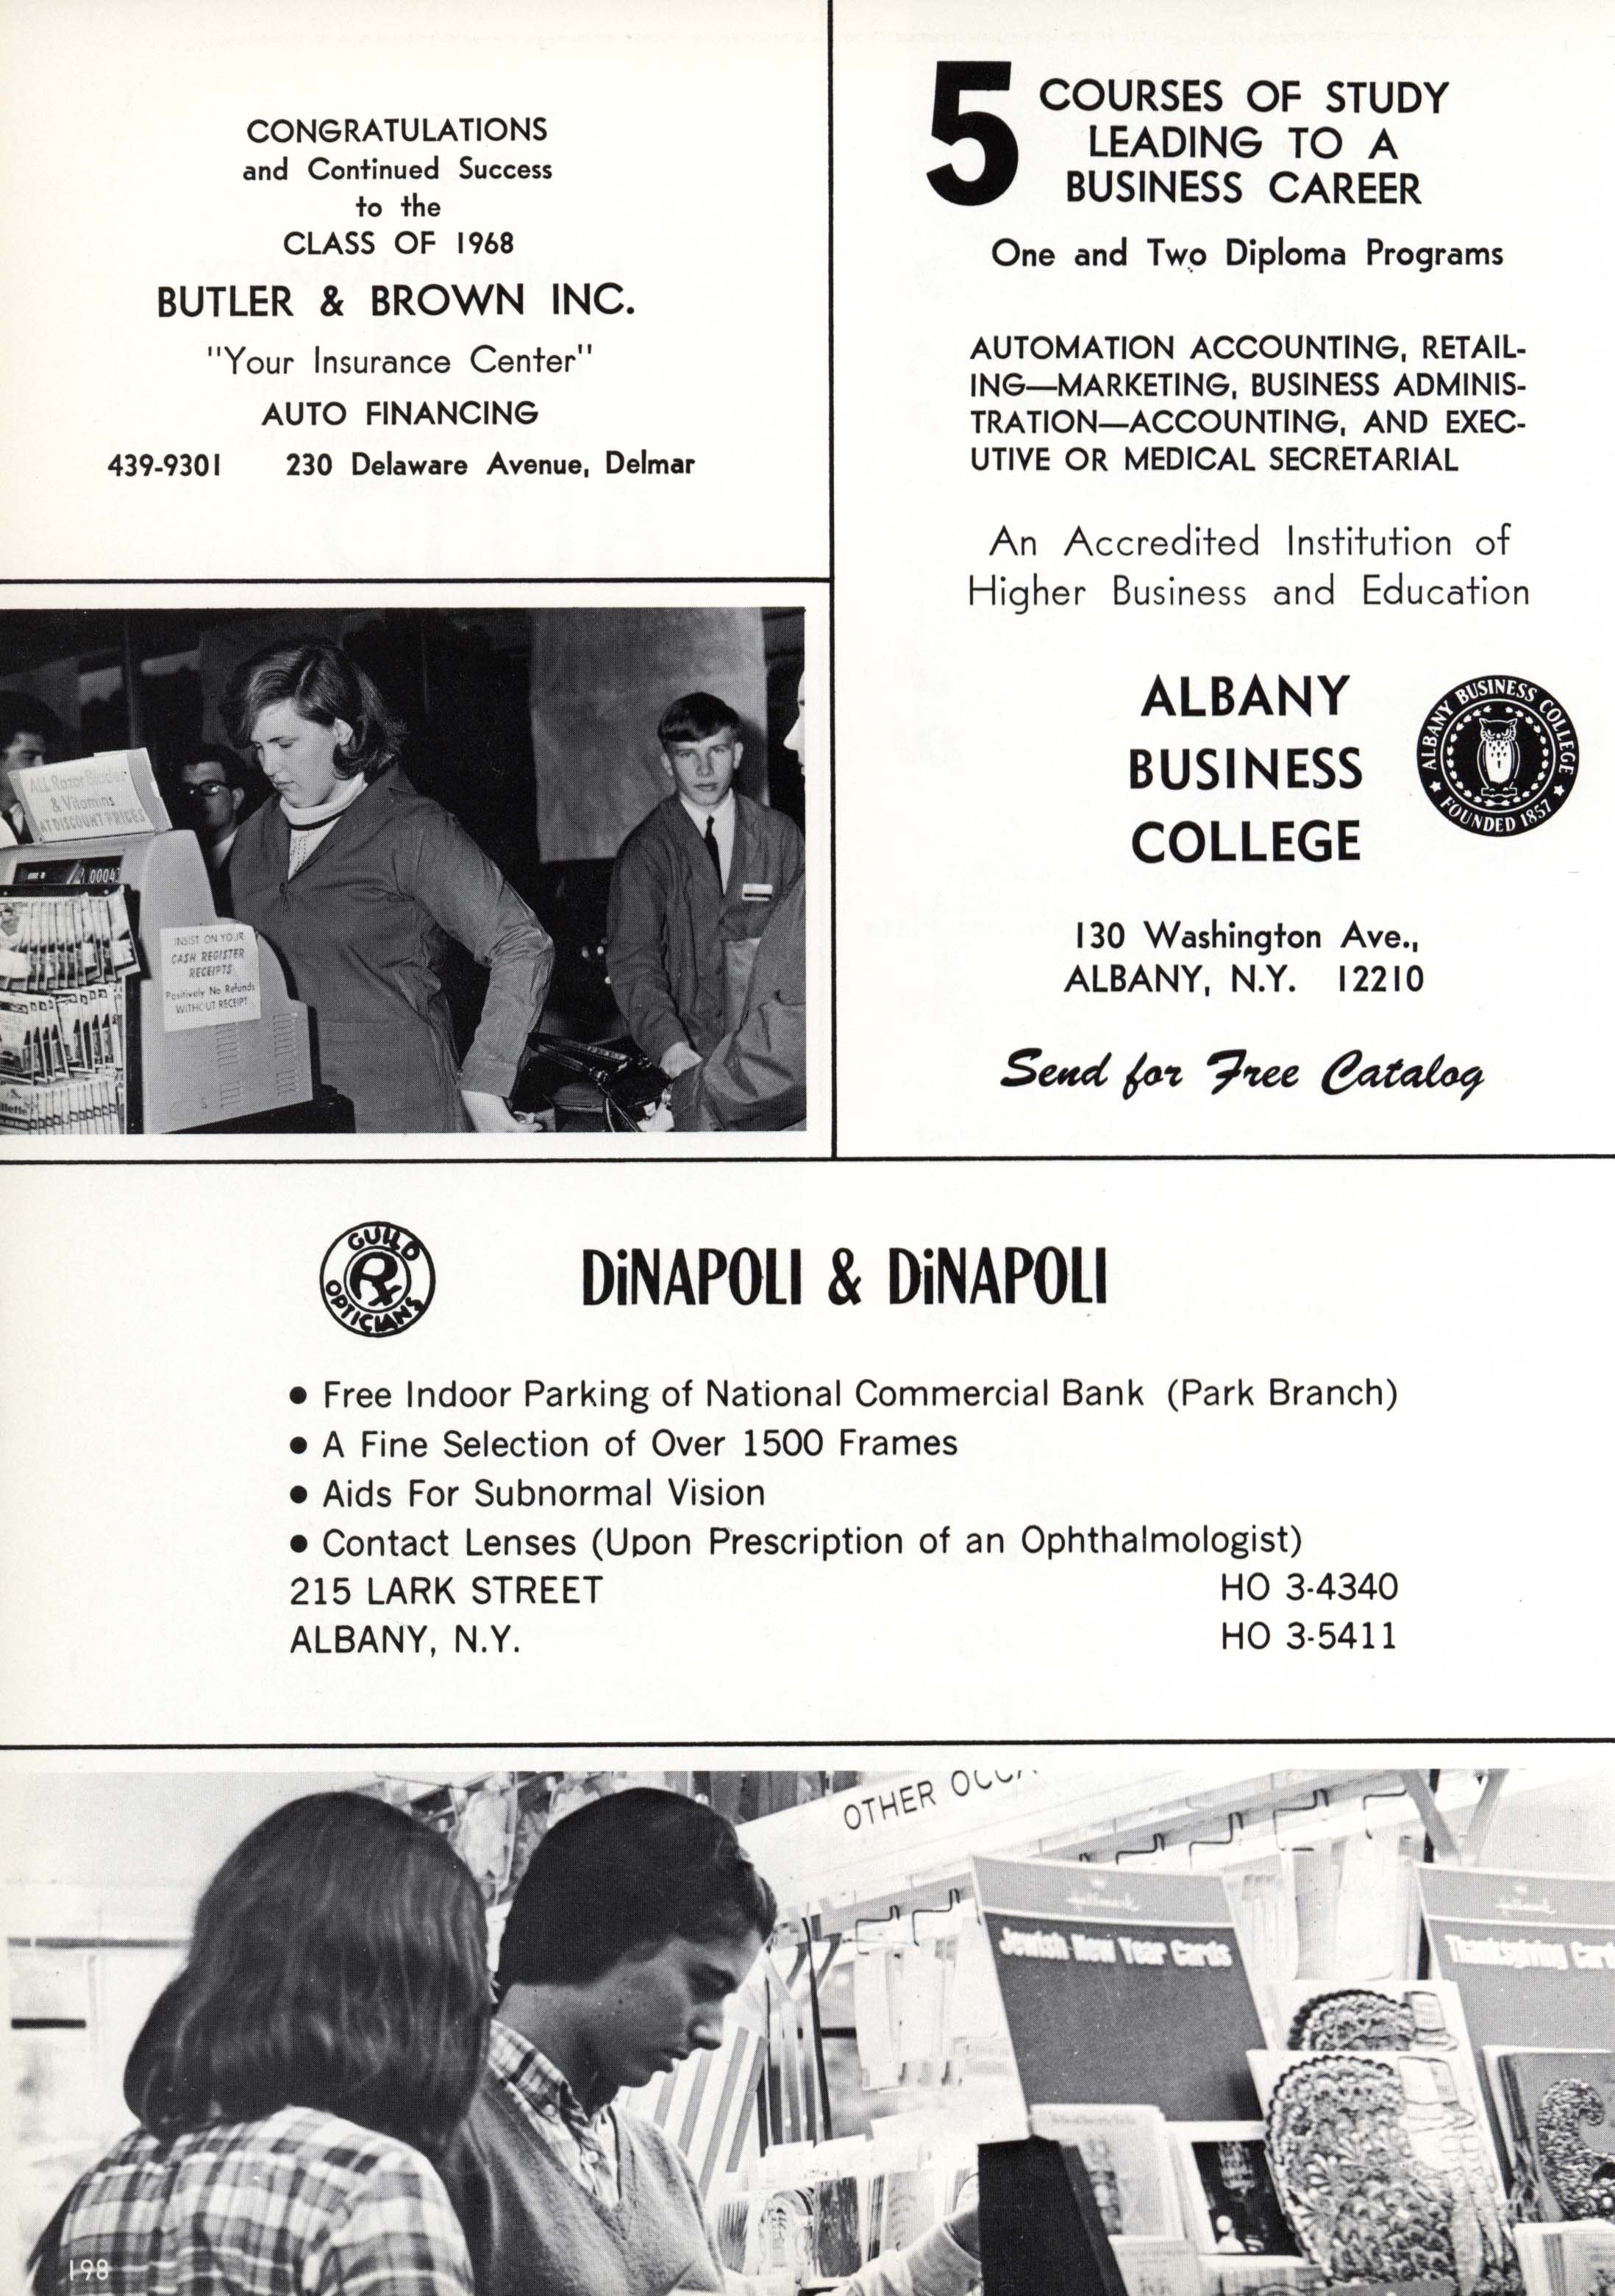 CONGRATULATIONS
and Continued Success
to the
CLASS OF 1968
BUTLER & BROWN INC.
"Your Insurance Center"
AUTO FINANCING
439-9301 230 Delaware Avenue, Delmar
5 COURSES OF STUDY
LEADING TO A
BUSINESS CAREER
One and Two Diploma Programs
AUTOMATION ACCOUNTING, RETAIL-
ING—MARKETING, BUSINESS ADMINIS-
TRATION—ACCOUNTING, AND EXEC-
UTIVE OR MEDICAL SECRETARIAL
An Accredited Institution of
Higher Business and Education
ALBANY
BUSINESS
COLLEGE
ALBANY BUSINESS COLLEGE
FOUNDED 1857
130 Washington Ave.,
ALBANY, N.Y. 12210
Send for Free Catalog
ALL Razor Blades
& Vitamins
AT DISCOUNT PRICES
INSIST ON YOUR
CASH REGISTER
RECEIPTS
Positively No Refunds
WITHOUT RECEIPT
GUILD
Rx
OPTICIANS
DiNAPOLI & DiNAPOLI
• Free Indoor Parking of National Commercial Bank (Park Branch)
• A Fine Selection of Over 1500 Frames
• Aids For Subnormal Vision
• Contact Lenses (Upon Prescription of an Ophthalmologist)
215 LARK STREET HO 3-4340
ALBANY, N.Y. HO 3-5411
OTHER
Jewish New Year Cards
Thanksgiving
198